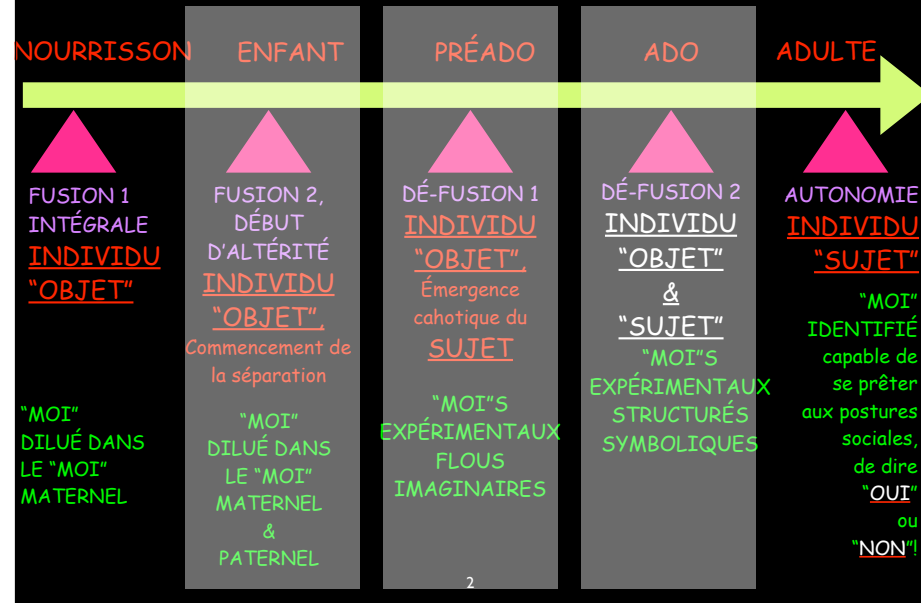 NOURRISSON
ENFANT
PRÉADO
ADO
ADULTE
FUSION 1
INTÉGRALE
INDIVIDU
“OBJET”
“MOI”
DILUÉ DANS
LE “MOI”
MATERNEL
FUSION 2,
DÉBUT
D’ALTÉRITÉ
INDIVIDU
“OBJET”,
Commencement de
la séparation
“MOI”
DILUÉ DANS
LE “MOI”
MATERNEL
&
PATERNEL
DÉ-FUSION 1
INDIVIDU
“OBJET”,
Émergence
cahotique du
SUJET
“MOI”S
EXPÉRIMENTAUX
FLOUS
IMAGINAIRES
DÉ-FUSION 2
INDIVIDU
“OBJET”
&
“SUJET”
“MOI”S
EXPÉRIMENTAUX
STRUCTURÉS
SYMBOLIQUES
AUTONOMIE
INDIVIDU
“SUJET”
“MOI”
IDENTIFIÉ
capable de
se prêter
aux postures
sociales,
de dire
“OUI”
ou
“NON”!
2